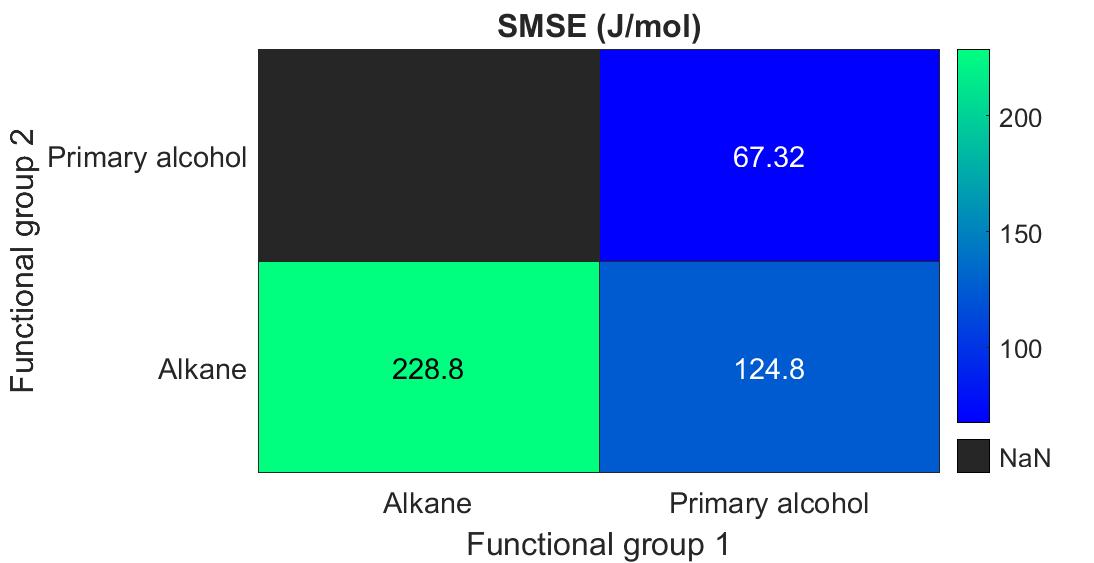 SMSE (J/mol)
Functional group 2
Primary alcohol
67.32
Alkane
228.8
124.8
Alkane
Primary alcohol
Functional group 1
200
150
100
NaN